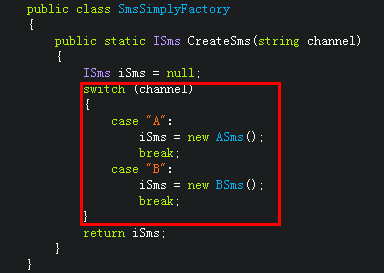 public class SmsSimplyFactory
{
public static ISms CreateSms(string channel)
{
ISms iSms = null;
switch (channel)
{
case "A":
iSms = new ASms();
break;
case "B":
iSms = new BSms();
break;
}
return iSms;
}
}